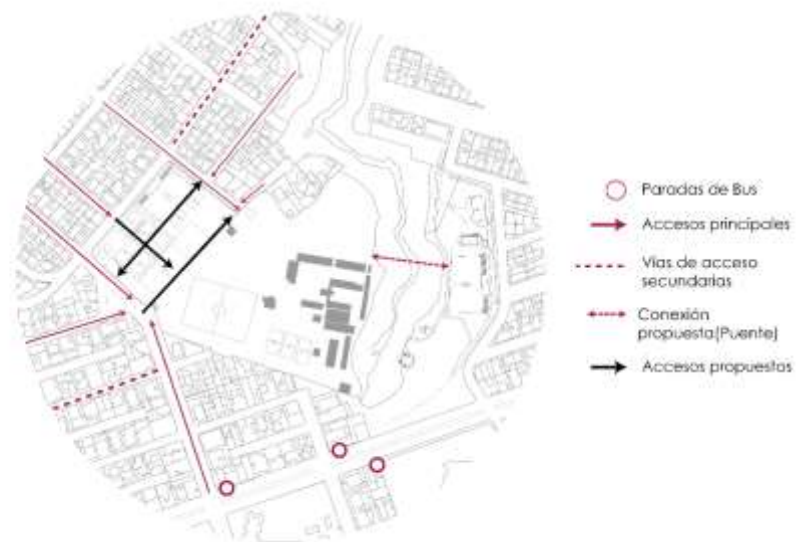 Paradas de Bus
Accesos principales
Vías de acceso
secundarias
Conexión
propuesta(Puente)
Accesos propuestos